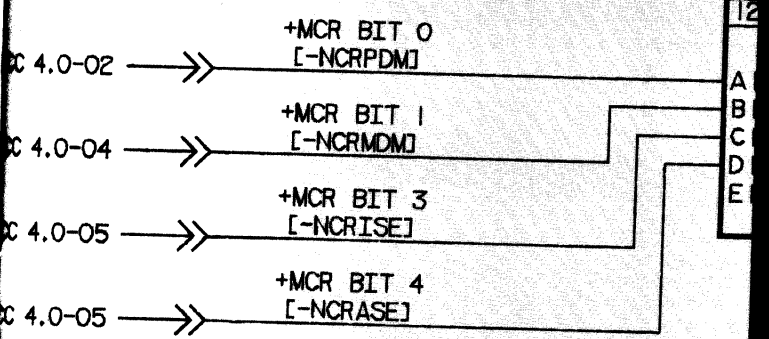 12
+MCR BIT 0
[-NCRPDM]
4.0-02
A
+MCR BIT 1
[-NCRMDM]
4.0-04
B
C
D
E
+MCR BIT 3
[-NCRISE]
4.0-05
+MCR BIT 4
[-NCRASE]
4.0-05